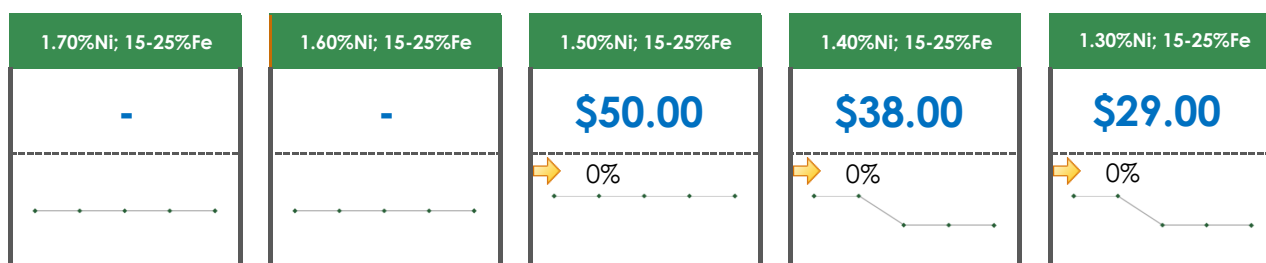 1.70%Ni; 15-25%Fe
-
1.60%Ni; 15-25%Fe
-
1.50%Ni; 15-25%Fe
$50.00
0%
1.40%Ni; 15-25%Fe
$38.00
0%
1.30%Ni; 15-25%Fe
$29.00
0%